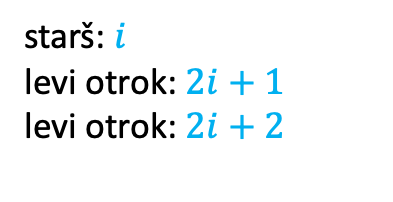 starš: i
levi otrok: 2i + 1
levi otrok: 2i + 2